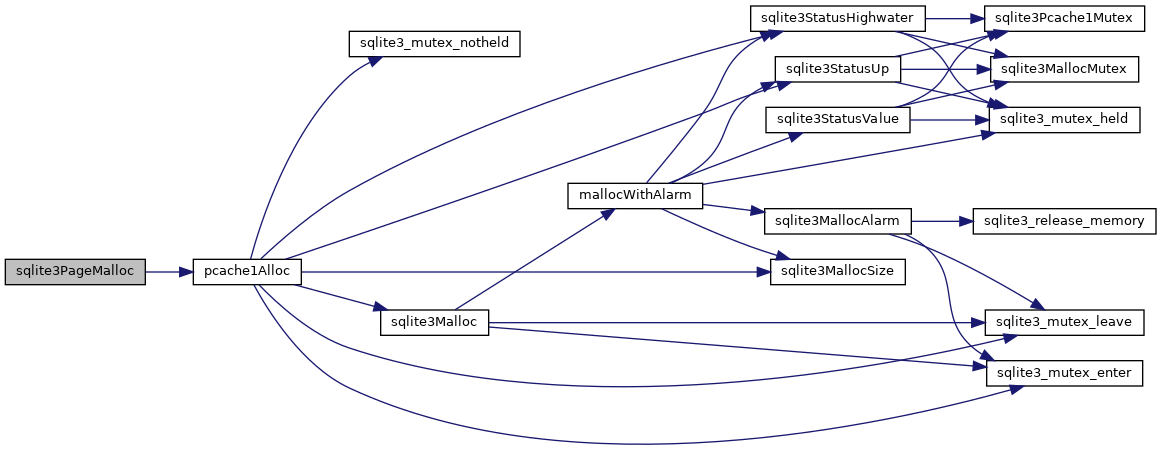 sqlite3PageMalloc
pcache1Alloc
sqlite3_mutex_notheld
sqlite3Malloc
mallocWithAlarm
sqlite3StatusHighwater
sqlite3StatusUp
sqlite3StatusValue
sqlite3MallocAlarm
sqlite3MallocSize
sqlite3Pcache1Mutex
sqlite3MallocMutex
sqlite3_mutex_held
sqlite3_release_memory
sqlite3_mutex_leave
sqlite3_mutex_enter